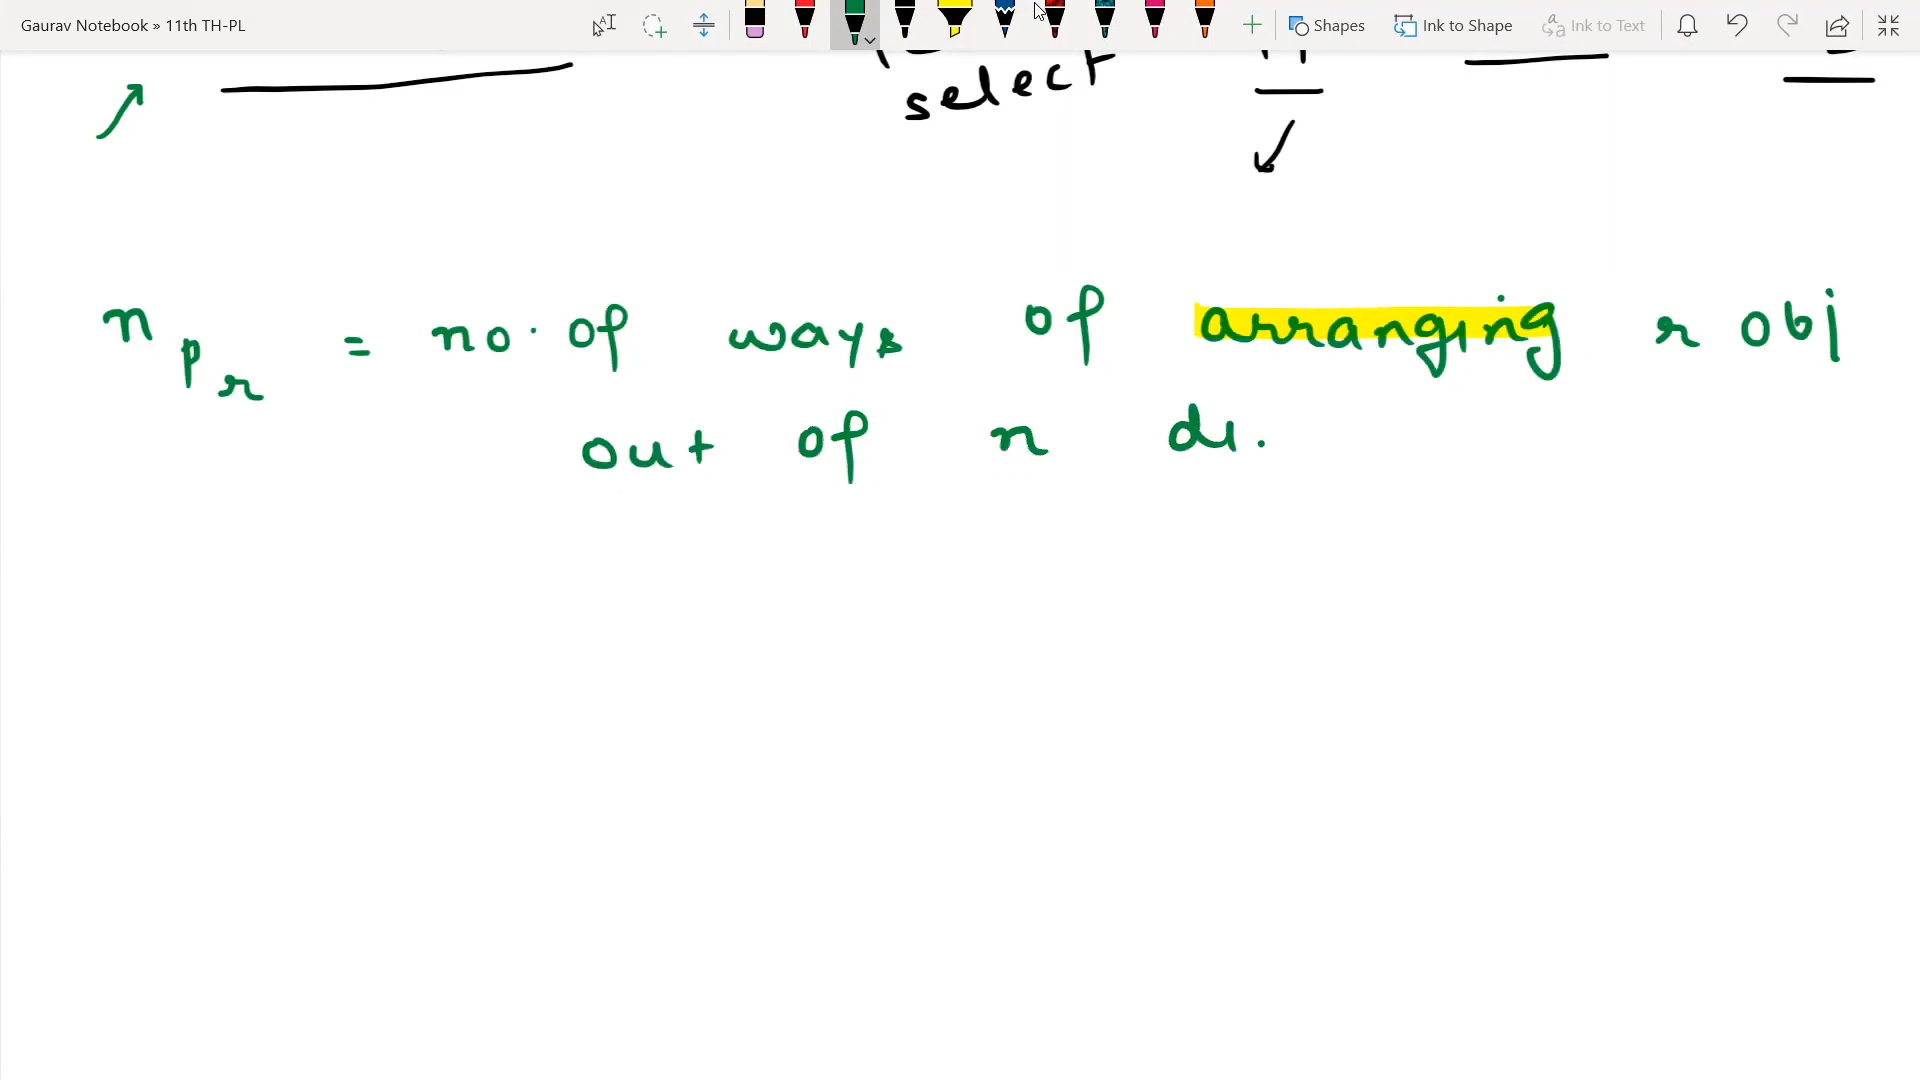 Gaurav Notebook » 11th TH-PL
Shapes
Ink to Shape
Ink to Text
select
n P r = no. of ways of arranging r obj
out of n di.